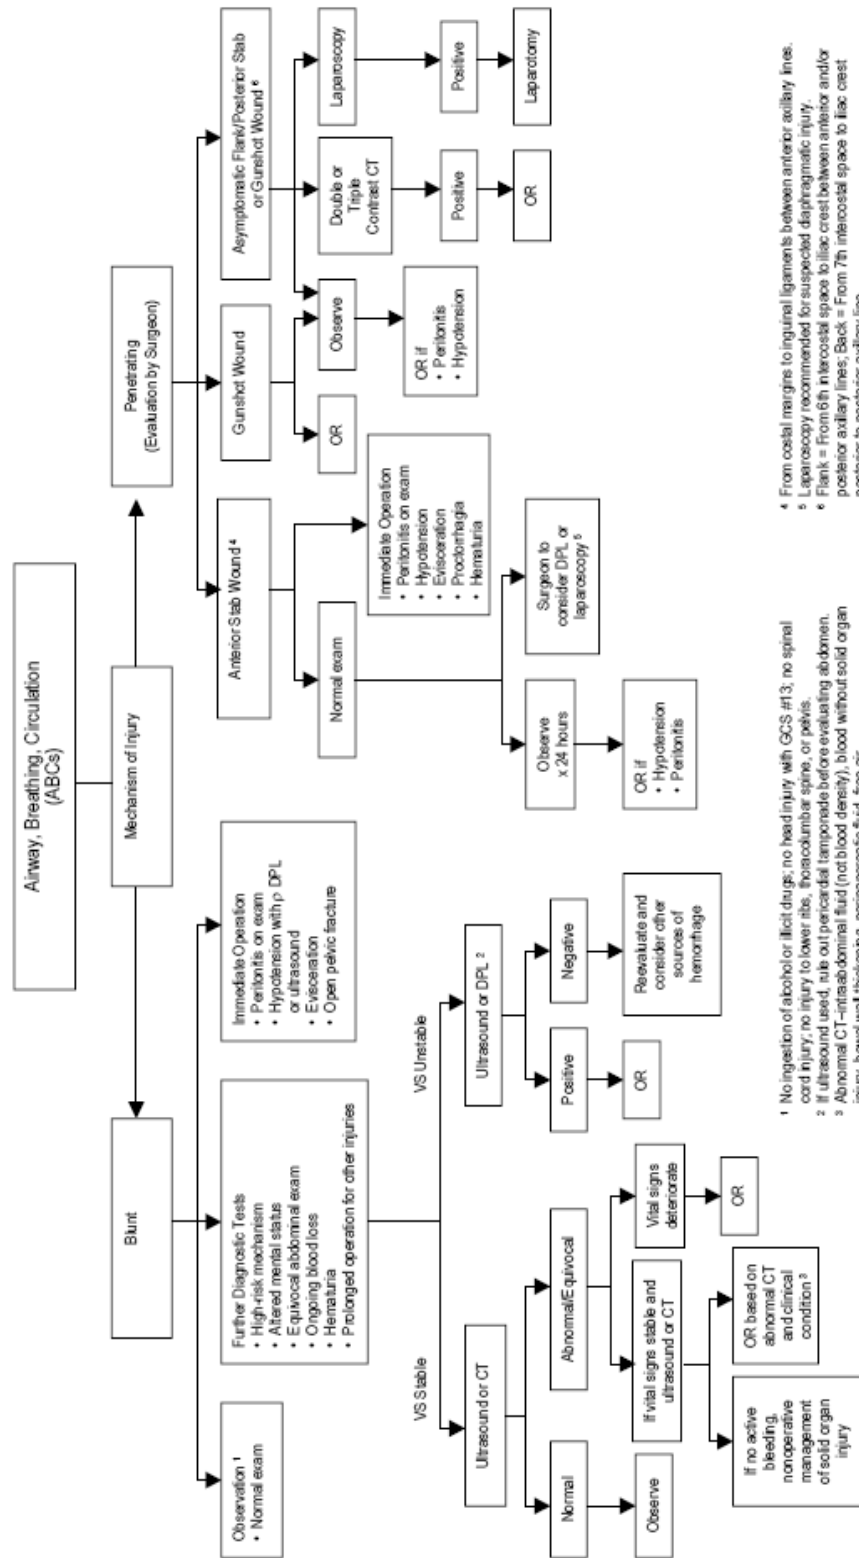 Airway, Breathing, Circulation
(ABCs)
Mechanism of Injury
Blunt
Penetrating
(Evaluation by Surgeon)
Observation ¹
• Normal exam
Further Diagnostic Tests
• High-risk mechanism
• Altered mental status
• Equivocal abdominal exam
• Ongoing blood loss
• Hematuria
• Prolonged operation for other injuries
Immediate Operation
• Peritonitis on exam
• Hypotension with ρ DPL
or ultrasound
• Evisceration
• Open pelvic fracture
Anterior Stab Wound ⁴
Gunshot Wound
Asymptomatic Flank/Posterior Stab
or Gunshot Wound ⁶
Normal exam
Immediate Operation
• Peritonitis on exam
• Hypotension
• Evisceration
• Proctorrhagia
• Hematuria
OR
Observe
Double or
Triple
Contrast CT
Laparoscopy
OR if
• Peritonitis
• Hypotension
Positive
Positive
OR
Laparotomy
VS Stable
VS Unstable
Ultrasound or CT
Ultrasound or DPL ²
Observe
x 24 hours
Surgeon to
consider DPL or
laparoscopy ⁵
Normal
Abnormal/Equivocal
Positive
Negative
OR if
• Hypotension
• Peritonitis
Observe
If vital signs stable and
ultrasound or CT
Vital signs
deteriorate
OR
Reevaluate and
consider other
sources of
hemorrhage
If no active
bleeding,
nonoperative
management
of solid organ
injury
OR based on
abnormal CT
and clinical
condition ³
OR
¹ No ingestion of alcohol or illicit drugs; no head injury with GCS #13; no spinal
cord injury; no injury to lower ribs, thoracolumbar spine, or pelvis.
² If ultrasound used, rule out pericardial tamponade before evaluating abdomen.
³ Abnormal CT–intraabdominal fluid (not blood density), blood without solid organ
⁴ From costal margins to inguinal ligaments between anterior axillary lines.
⁵ Laparoscopy recommended for suspected diaphragmatic injury.
⁶ Flank = From 6th intercostal space to iliac crest between anterior and/or
posterior axillary lines; Back = From 7th intercostal space to iliac crest